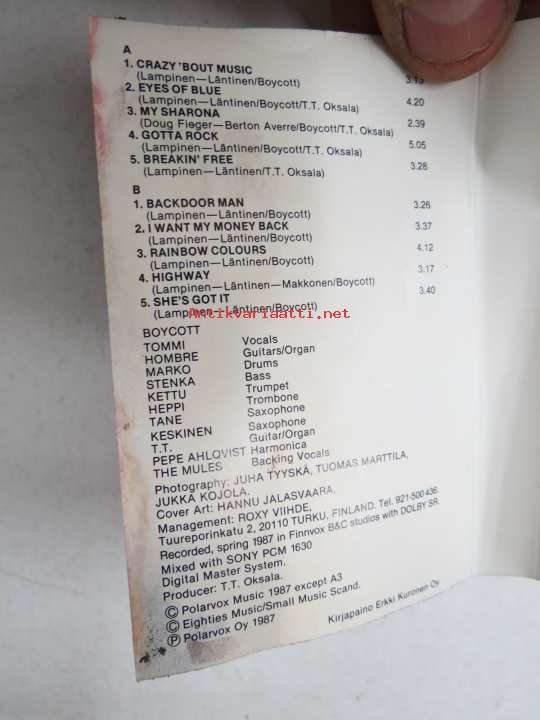 A
1. CRAZY 'BOUT MUSIC
(Lampinen—Läntinen/Boycott) 3.15
2. EYES OF BLUE
(Lampinen—Läntinen/Boycott/T.T. Oksala) 4.20
3. MY SHARONA
(Doug Fieger—Berton Averre/Boycott/T.T. Oksala) 2.39
4. GOTTA ROCK
(Lampinen—Läntinen/Boycott/T.T. Oksala) 5.05
5. BREAKIN' FREE
(Lampinen—Läntinen/T.T. Oksala) 3.28
B
1. BACKDOOR MAN
(Lampinen—Läntinen/Boycott) 3.26
2. I WANT MY MONEY BACK
(Lampinen—Läntinen/Boycott) 3.37
3. RAINBOW COLOURS
(Lampinen—Läntinen/Boycott) 4.12
4. HIGHWAY
(Lampinen—Läntinen—Makkonen/Boycott) 3.17
5. SHE'S GOT IT
(Lampinen—Läntinen/Boycott) 3.40
Antikvariaatti.net
BOYCOTT
TOMMI Vocals
HOMBRE Guitars/Organ
MARKO Drums
STENKA Bass
KETTU Trumpet
HEPPI Trombone
TANE Saxophone
KESKINEN Saxophone
T.T. Guitar/Organ
PEPE AHLQVIST Harmonica
THE MULES Backing Vocals
Photography: JUHA TYYSKÄ, TUOMAS MARTTILA,
JUKKA KOJOLA.
Cover Art: HANNU JALASVAARA.
Management: ROXY VIIHDE,
Tuureporinkatu 2, 20110 TURKU, FINLAND. Tel. 921-500 436.
Recorded, spring 1987 in Finnvox B&C studios with DOLBY SR.
Mixed with SONY PCM 1630
Digital Master System.
Producer: T.T. Oksala.
© Polarvox Music 1987 except A3
© Eighties Music/Small Music Scand.
℗ Polarvox Oy 1987
Kirjapaino Erkki Kuronen Oy